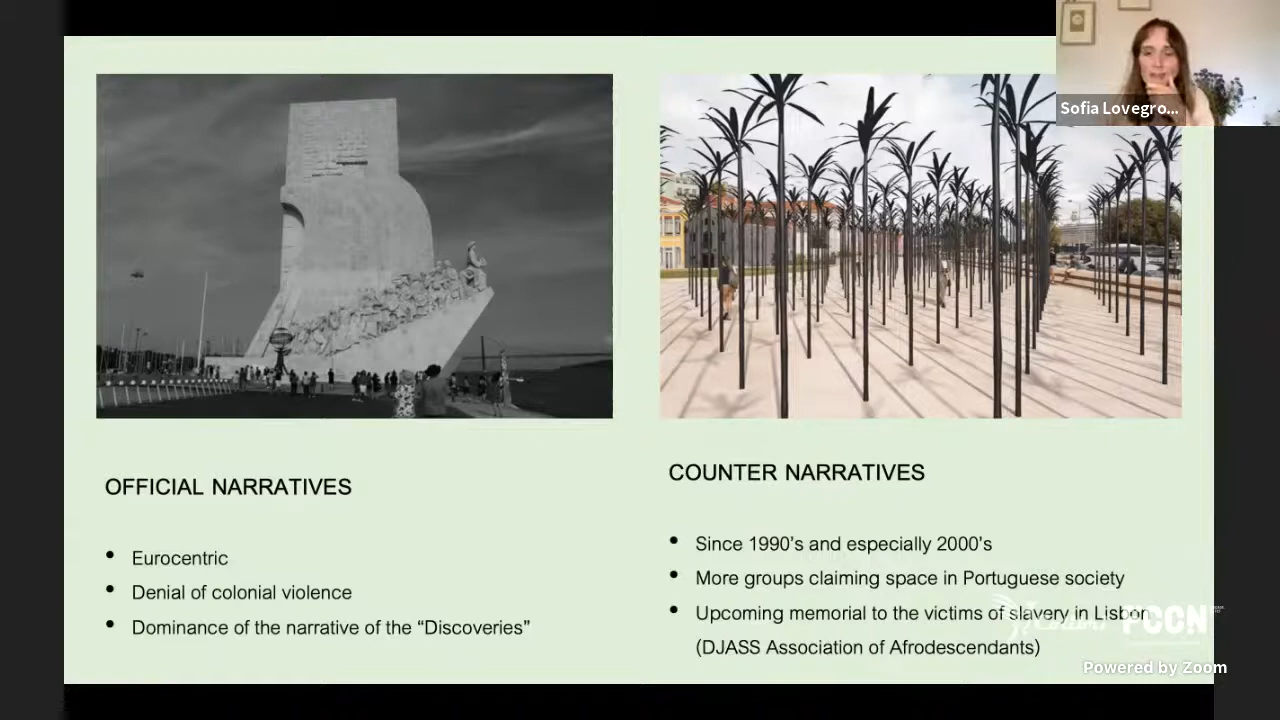 Sofia Lovegro...
OFFICIAL NARRATIVES
• Eurocentric
• Denial of colonial violence
• Dominance of the narrative of the “Discoveries”
COUNTER NARRATIVES
• Since 1990’s and especially 2000’s
• More groups claiming space in Portuguese society
• Upcoming memorial to the victims of slavery in Lisbon
(DJASS Association of Afrodescendants)
FCCN
Powered by Zoom